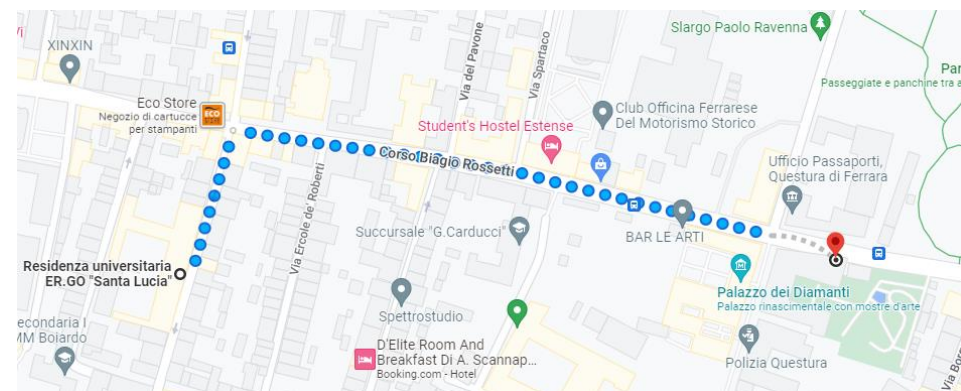 XINXIN
Eco Store
Negozio di cartucce
per stampanti
ECO
Via del Pavone
Via Spartaco
Slargo Paolo Ravenna
Par
Passeggiate e panchine tra a
Club Officina Ferrarese
Del Motorismo Storico
Student's Hostel Estense
Corso Biagio Rossetti
Ufficio Passaporti,
Questura di Ferrara
Via Ercole de' Roberti
Succursale "G.Carducci"
BAR LE ARTI
Residenza universitaria
ER.GO "Santa Lucia"
Palazzo dei Diamanti
Palazzo rinascimentale con mostre d'arte
econdaria I
MM Boiardo
Spettrostudio
D'Elite Room And
Breakfast Di A. Scannap...
Booking.com - Hotel
Polizia Questura
Via Bors